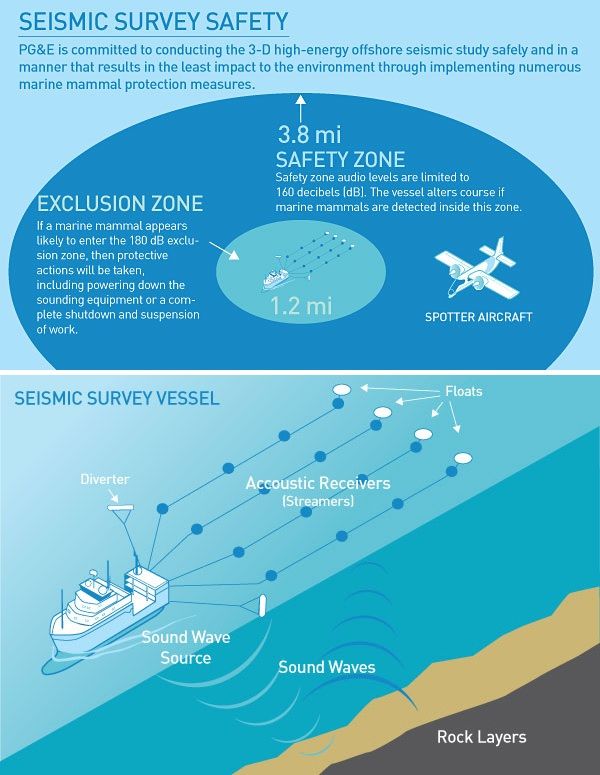 SEISMIC SURVEY SAFETY
PG&E is committed to conducting the 3-D high-energy offshore seismic study safely and in a
manner that results in the least impact to the environment through implementing numerous
marine mammal protection measures.
3.8 mi
SAFETY ZONE
Safety zone audio levels are limited to
160 decibels (dB). The vessel alters course if
marine mammals are detected inside this zone.
EXCLUSION ZONE
If a marine mammal appears
likely to enter the 180 dB exclu-
sion zone, then protective
actions will be taken,
including powering down the
sounding equipment or a com-
plete shutdown and suspension
of work.
1.2 mi
SPOTTER AIRCRAFT
SEISMIC SURVEY VESSEL
Floats
Diverter
Accoustic Receivers
(Streamers)
Sound Wave
Source
Sound Waves
Rock Layers